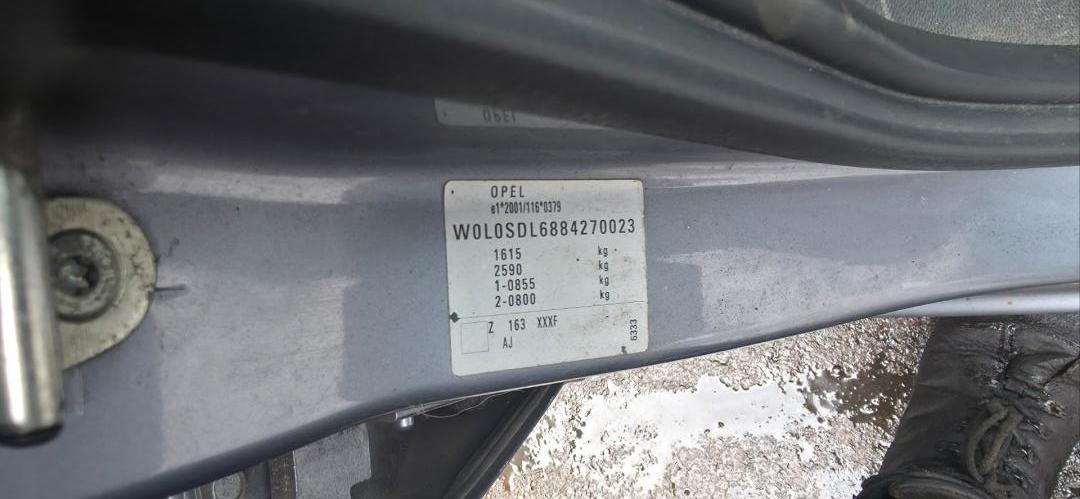 OPEL
e1*2001/116*0379
W0L0SDL6884270023
1615 kg
2590 kg
1-0855 kg
2-0800 kg
Z 163 XXXF
AJ
6333